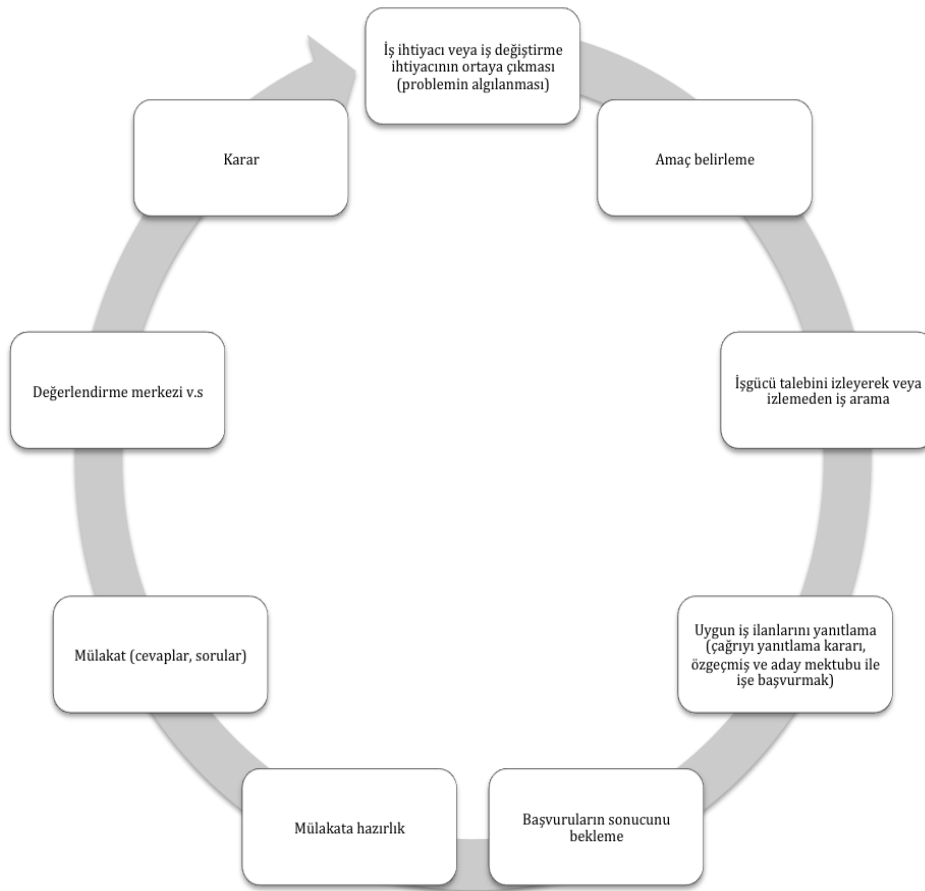 İş ihtiyacı veya iş değiştirme
ihtiyacının ortaya çıkması
(problemin algılanması)
Amaç belirleme
İşgücü talebini izleyerek veya
izlemeden iş arama
Uygun iş ilanlarını yanıtlama
(çağrıyı yanıtlama kararı,
özgeçmiş ve aday mektubu ile
işe başvurmak)
Başvuruların sonucunu
bekleme
Mülakata hazırlık
Mülakat (cevaplar, sorular)
Değerlendirme merkezi v.s
Karar